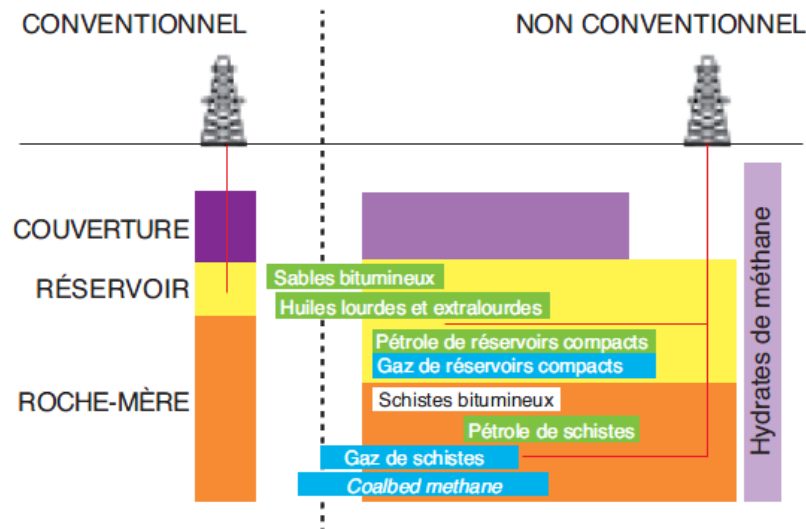 CONVENTIONNEL
NON CONVENTIONNEL
COUVERTURE
RÉSERVOIR
ROCHE-MÈRE
Sables bitumineux
Huiles lourdes et extralourdes
Pétrole de réservoirs compacts
Gaz de réservoirs compacts
Schistes bitumineux
Pétrole de schistes
Gaz de schistes
Coalbed methane
Hydrates de méthane